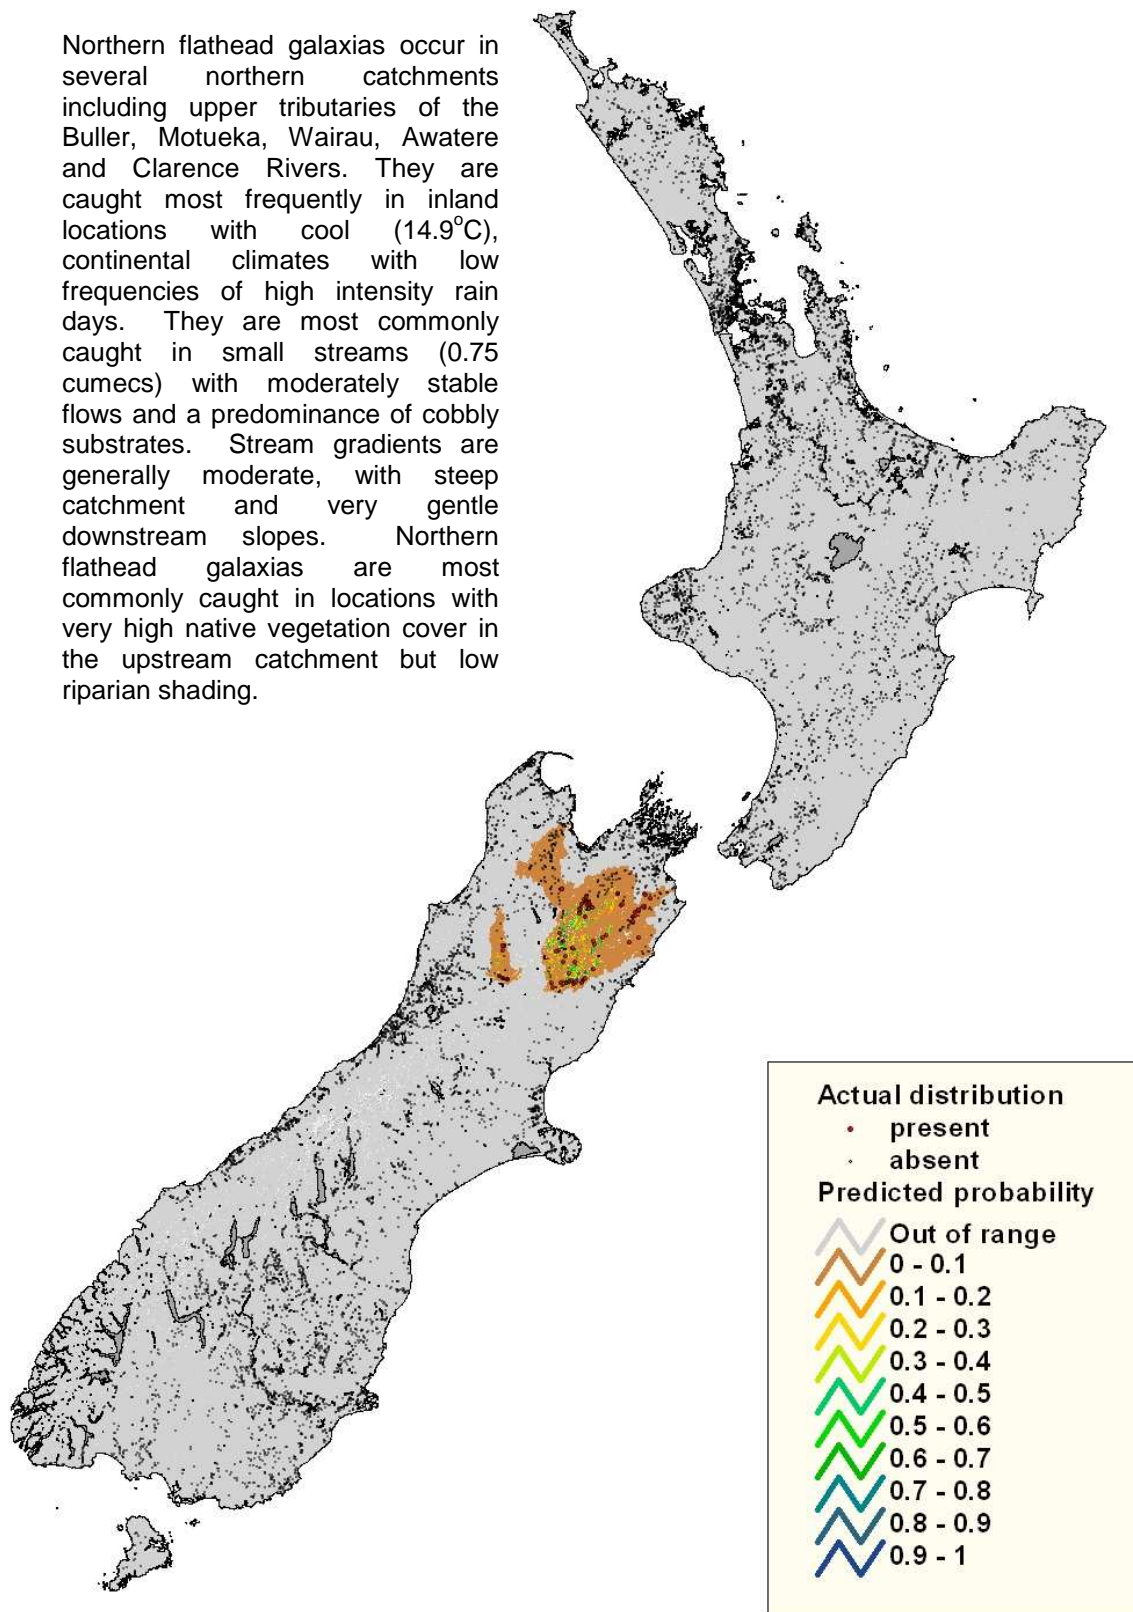 Northern flathead galaxias occur in
several northern catchments
including upper tributaries of the
Buller, Motueka, Wairau, Awatere
and Clarence Rivers. They are
caught most frequently in inland
locations with cool (14.9°C),
continental climates with low
frequencies of high intensity rain
days. They are most commonly
caught in small streams (0.75
cumecs) with moderately stable
flows and a predominance of cobbly
substrates. Stream gradients are
generally moderate, with steep
catchment and very gentle
downstream slopes. Northern
flathead galaxias are most
commonly caught in locations with
very high native vegetation cover in
the upstream catchment but low
riparian shading.
Actual distribution
present
absent
Predicted probability
Out of range
0 - 0.1
0.1 - 0.2
0.2 - 0.3
0.3 - 0.4
0.4 - 0.5
0.5 - 0.6
0.6 - 0.7
0.7 - 0.8
0.8 - 0.9
0.9 - 1